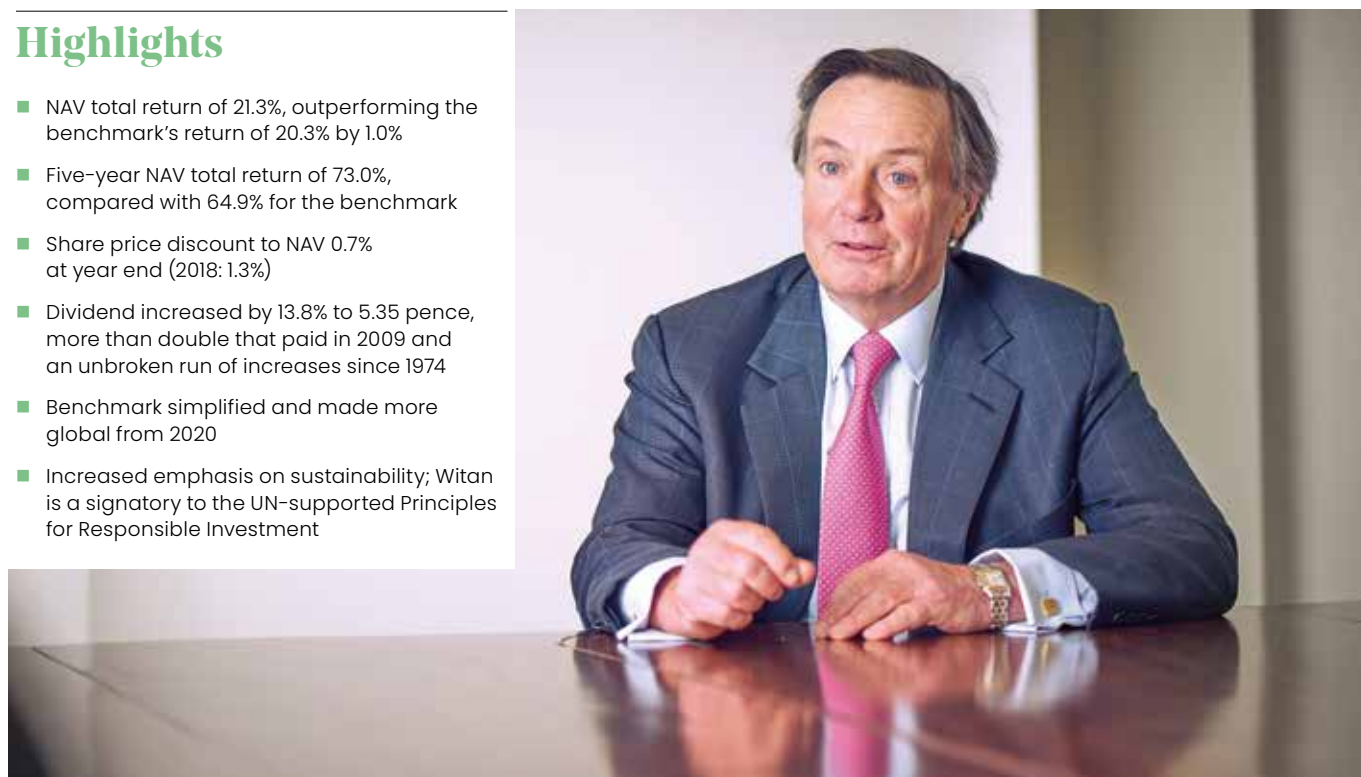 Highlights
NAV total return of 21.3%, outperforming the
benchmark’s return of 20.3% by 1.0%
Five-year NAV total return of 73.0%,
compared with 64.9% for the benchmark
Share price discount to NAV 0.7%
at year end (2018: 1.3%)
Dividend increased by 13.8% to 5.35 pence,
more than double that paid in 2009 and
an unbroken run of increases since 1974
Benchmark simplified and made more
global from 2020
Increased emphasis on sustainability; Witan
is a signatory to the UN-supported Principles
for Responsible Investment